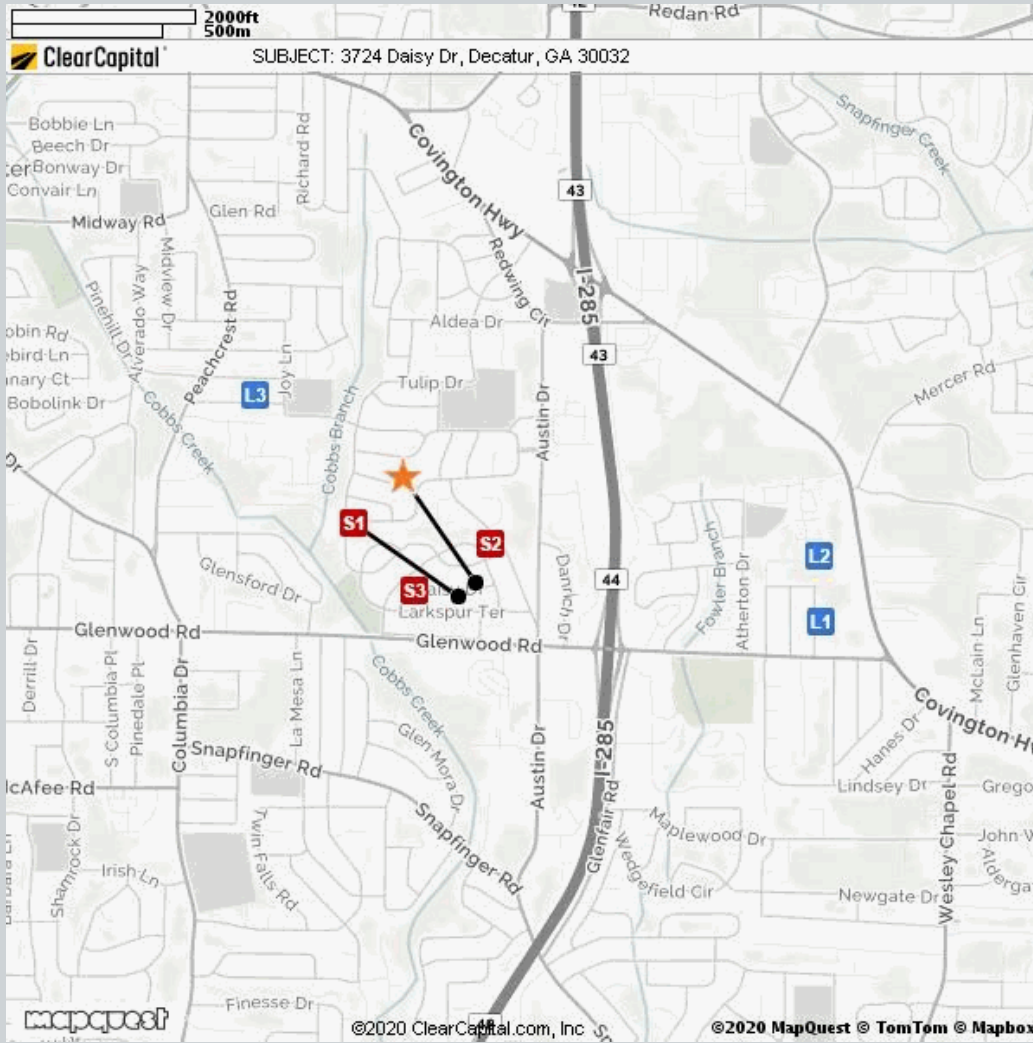 2000ft
500m
Redan Rd
ClearCapital
SUBJECT: 3724 Daisy Dr, Decatur, GA 30032
Bobbie Ln
Beech Dr
Bonway Dr
Convair Ln
Richard Rd
Covington Hwy
Snapfinger Creek
43
Midway Rd
Glen Rd
Redwing Cir
I-285
Midview Dr
Alverado Way
Pinehill Dr
Peachcrest Rd
Aldea Dr
43
Joy Ln
Tulip Dr
Mercer Rd
Bobolink Dr
L3
Cobbs Creek
Cobbs Branch
Austin Dr
S1
S2
L2
Fowler Branch
Atherton Dr
44
Glensford Dr
S3
Larkspur Ter
L1
Glenwood Rd
Glenwood Rd
McLain Ln
Glenhaven Cir
Derrill Dr
S Columbia Pl
Pinedale Pl
Columbia Dr
La Mesa Ln
Cobbs Creek
Covington
Hanes Dr
Snapfinger Rd
Glen Mora Dr
Austin Dr
I-285
Lindsey Dr
Wesley Chapel Rd
Glenfair Rd
Maplewood Dr
Shamrock Dr
Twin Falls Rd
Snapfinger Rd
Irish Ln
Wedgefield Cir
Newgate Dr
Finesse Dr
mapquest
©2020 ClearCapital.com, Inc
©2020 MapQuest © TomTom © Mapbox